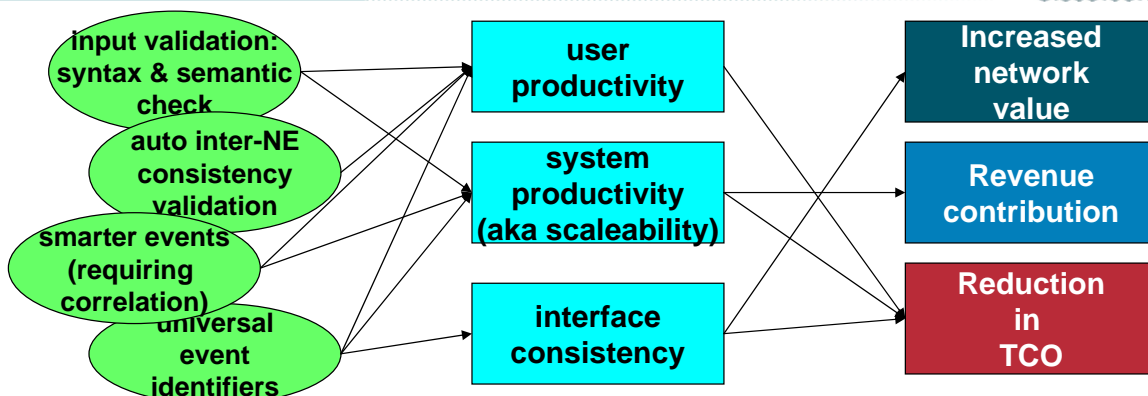 input validation:
syntax & semantic
check
auto inter-NE
consistency
validation
smarter events
(requiring
correlation)
universal
event
identifiers
user
productivity
system
productivity
(aka scaleability)
interface
consistency
Increased
network
value
Revenue
contribution
Reduction
in
TCO